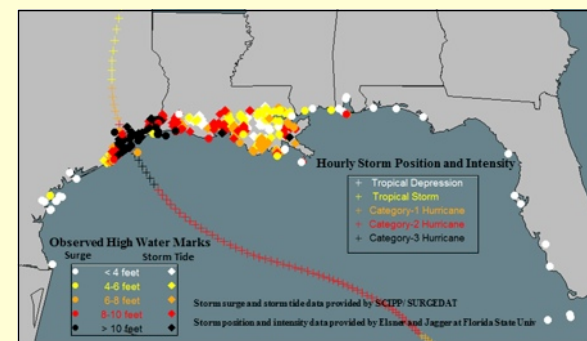 Hourly Storm Position and Intensity
Tropical Depression
Tropical Storm
Category-1 Hurricane
Category-2 Hurricane
Category-3 Hurricane
Observed High Water Marks
Surge Storm Tide
< 4 feet
4-6 feet
6-8 feet
8-10 feet
> 10 feet
Storm surge and storm tide data provided by SCIPP/ SURGEDAT
Storm position and intensity data provided by Elsner and Jagger at Florida State Univ